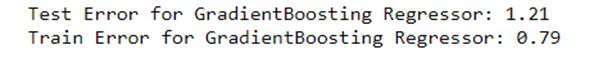 Test Error for GradientBoosting Regressor: 1.21
Train Error for GradientBoosting Regressor: 0.79